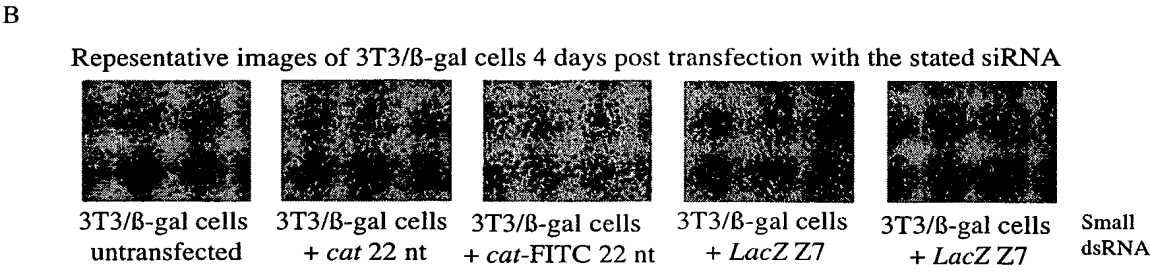 B
Repesentative images of 3T3/ß-gal cells 4 days post transfection with the stated siRNA
3T3/ß-gal cells
untransfected
3T3/ß-gal cells
+ cat 22 nt
3T3/ß-gal cells
+ cat-FITC 22 nt
3T3/ß-gal cells
+ LacZ Z7
3T3/ß-gal cells
+ LacZ Z7
Small
dsRNA